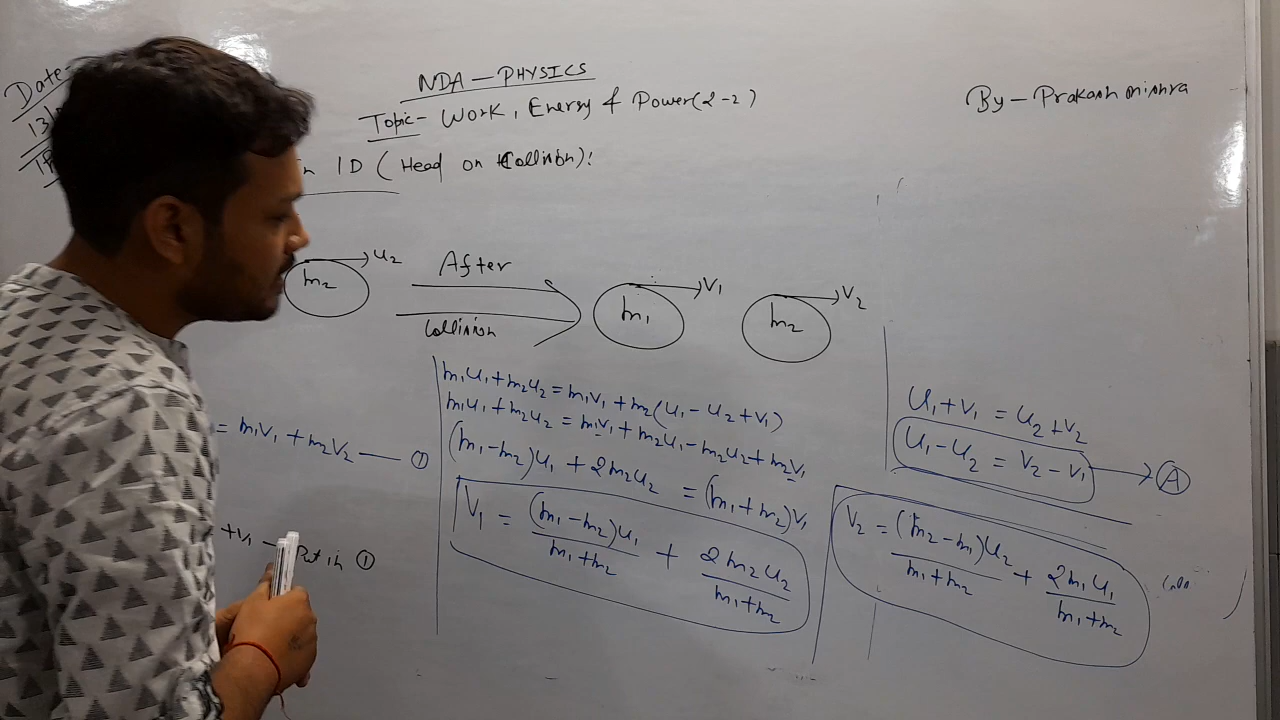 Date-
13/
NDA - PHYSICS
Topic- Work, Energy & Power(2-2)
By - Prakash mishra
1D (Head on Collision):
m₂ → u₂
After
Collision
m₁ → V₁
m₂ → V₂
= m₁V₁ + m₂V₂ — ①
+V₁ — Put in ①
m₁u₁+m₂u₂ = m₁V₁ + m₂(u₁ - u₂ + V₁)
m₁u₁ + m₂u₂ = m₁V₁ + m₂u₁ - m₂u₂ + m₂V₁
(m₁-m₂)u₁ + 2m₂u₂ = (m₁+m₂)V₁
V₁ = (m₁-m₂)u₁/m₁+m₂ + 2m₂u₂/m₁+m₂
u₁+V₁ = u₂+V₂
u₁-u₂ = V₂-V₁ → Ⓐ
V₂ = (m₂-m₁)u₂/m₁+m₂ + 2m₁u₁/m₁+m₂